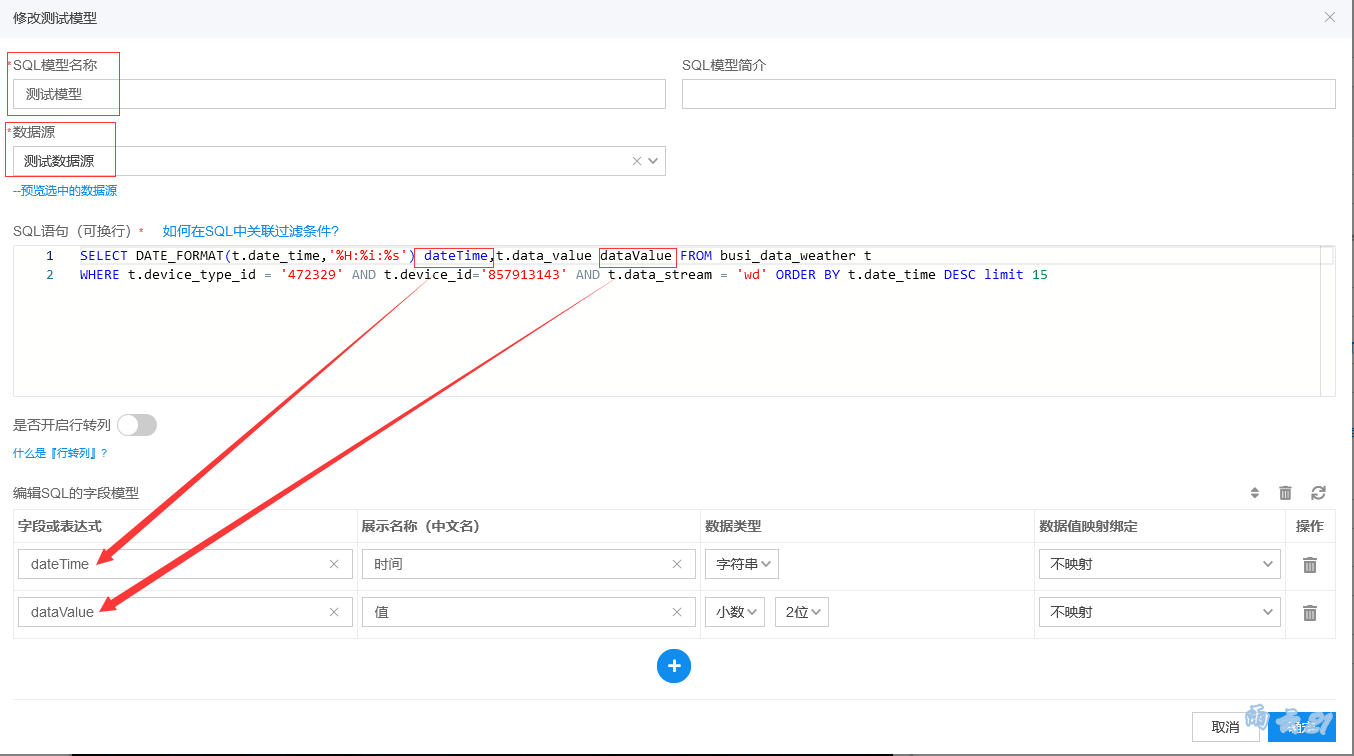 修改测试模型
*SQL模型名称
SQL模型简介
测试模型
*数据源
测试数据源
--预览选中的数据源
SQL语句（可换行）* 如何在SQL中关联过滤条件?
1 SELECT DATE_FORMAT(t.date_time,'%H:%i:%s') dateTime,t.data_value dataValue FROM busi_data_weather t
2 WHERE t.device_type_id = '472329' AND t.device_id='857913143' AND t.data_stream = 'wd' ORDER BY t.date_time DESC limit 15
是否开启行转列
什么是『行转列』?
编辑SQL的字段模型
字段或表达式 展示名称（中文名） 数据类型 数据值映射绑定 操作
dateTime 时间 字符串 不映射
dataValue 值 小数 2位 不映射
取消